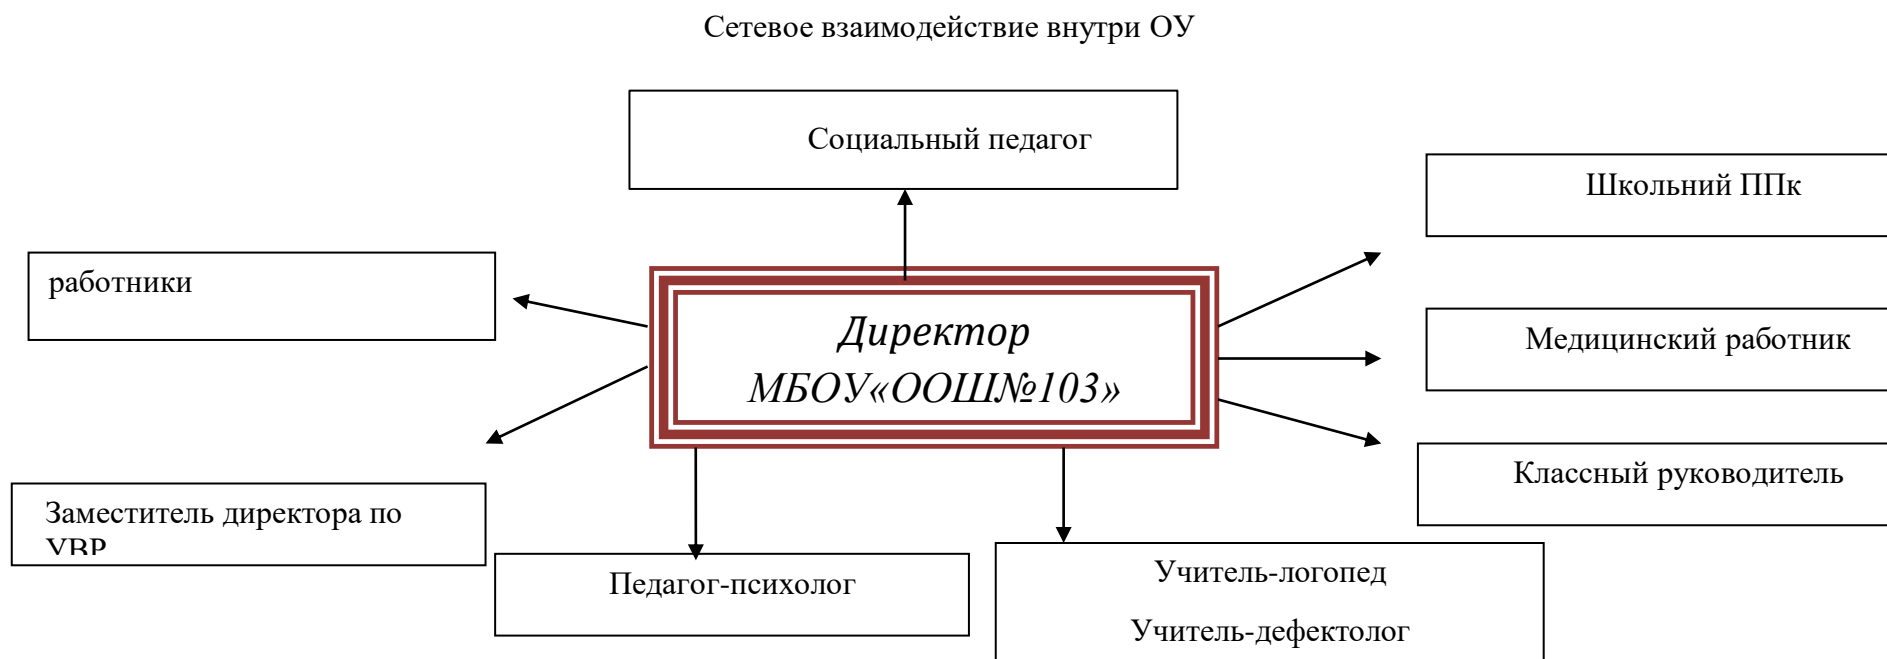 Сетевое взаимодействие внутри ОУ
Социальный педагог
Школьний ППк
работники
Директор
МБОУ«ООШ№103»
Медицинский работник
Классный руководитель
Заместитель директора по
УВР
Педагог-психолог
Учитель-логопед
Учитель-дефектолог